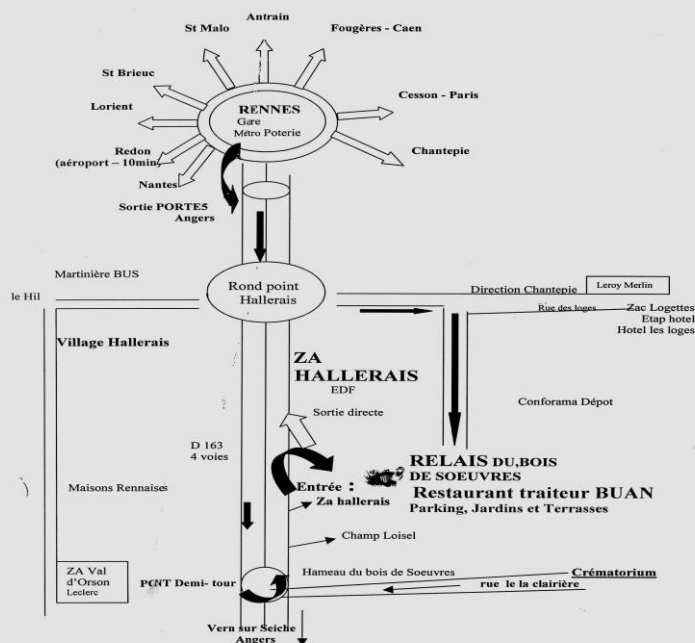 Antrain
St Malo
Fougères - Caen
St Brieuc
Cesson - Paris
RENNES
Gare
Métro Poterie
Lorient
Redon
(aéroport – 10min)
Chantepie
Nantes
Sortie PORTE5
Angers
Martinière BUS
Rond point
Hallerais
Direction Chantepie
Leroy Merlin
le Hil
Rue des loges
Zac Logettes
Etap hotel
Hotel les loges
Village Hallerais
ZA
HALLERAIS
EDF
Sortie directe
Conforama Dépot
D 163
4 voies
RELAIS DU,BOIS
DE SOEUVRES
Restaurant traiteur BUAN
Parking, Jardins et Terrasses
Entrée :
Za hallerais
Maisons Rennaises
Champ Loisel
ZA Val
d'Orson
Leclerc
PONT Demi- tour
Hameau du bois de Soeuvres
Crématorium
rue le la clairière
Vern sur Seiche
Angers